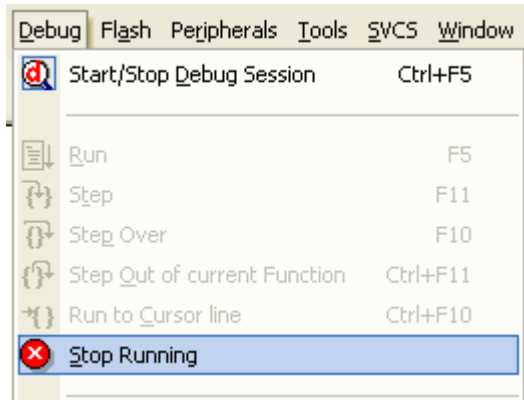 Debug Flash Peripherals Tools SVCS Window
Start/Stop Debug Session Ctrl+F5
Run F5
Step F11
Step Over F10
Step Out of current Function Ctrl+F11
Run to Cursor line Ctrl+F10
Stop Running